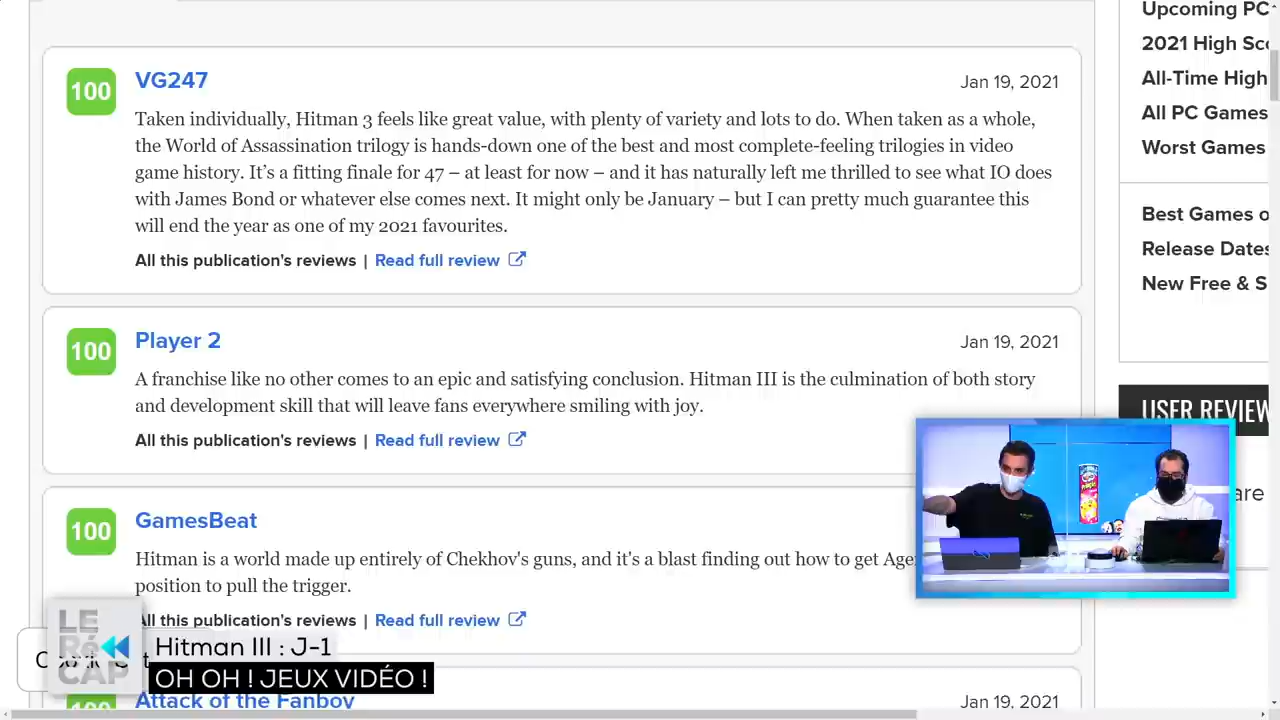 100
VG247
Jan 19, 2021
Taken individually, Hitman 3 feels like great value, with plenty of variety and lots to do. When taken as a whole,
the World of Assassination trilogy is hands-down one of the best and most complete-feeling trilogies in video
game history. It’s a fitting finale for 47 – at least for now – and it has naturally left me thrilled to see what IO does
with James Bond or whatever else comes next. It might only be January – but I can pretty much guarantee this
will end the year as one of my 2021 favourites.
All this publication's reviews | Read full review
100
Player 2
Jan 19, 2021
A franchise like no other comes to an epic and satisfying conclusion. Hitman III is the culmination of both story
and development skill that will leave fans everywhere smiling with joy.
All this publication's reviews | Read full review
100
GamesBeat
Hitman is a world made up entirely of Chekhov's guns, and it's a blast finding out how to get Age
position to pull the trigger.
All this publication's reviews | Read full review
100
Attack of the Fanboy
Jan 19, 2021
Upcoming PC
2021 High Sc
All-Time High
All PC Games
Worst Games
Best Games o
Release Dates
New Free & S
USER REVIEW
are
LE
Ré
CAP
Hitman III : J-1
OH OH ! JEUX VIDÉO !